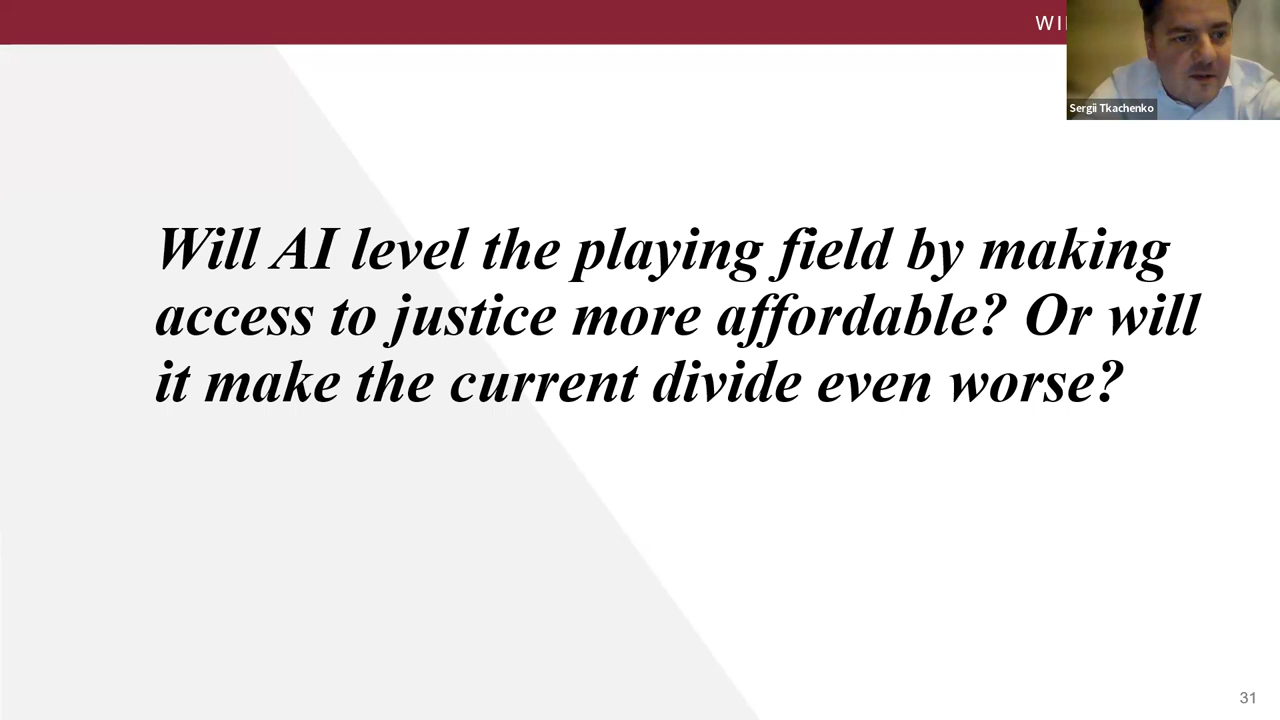 Sergii Tkachenko
Will AI level the playing field by making
access to justice more affordable? Or will
it make the current divide even worse?
31